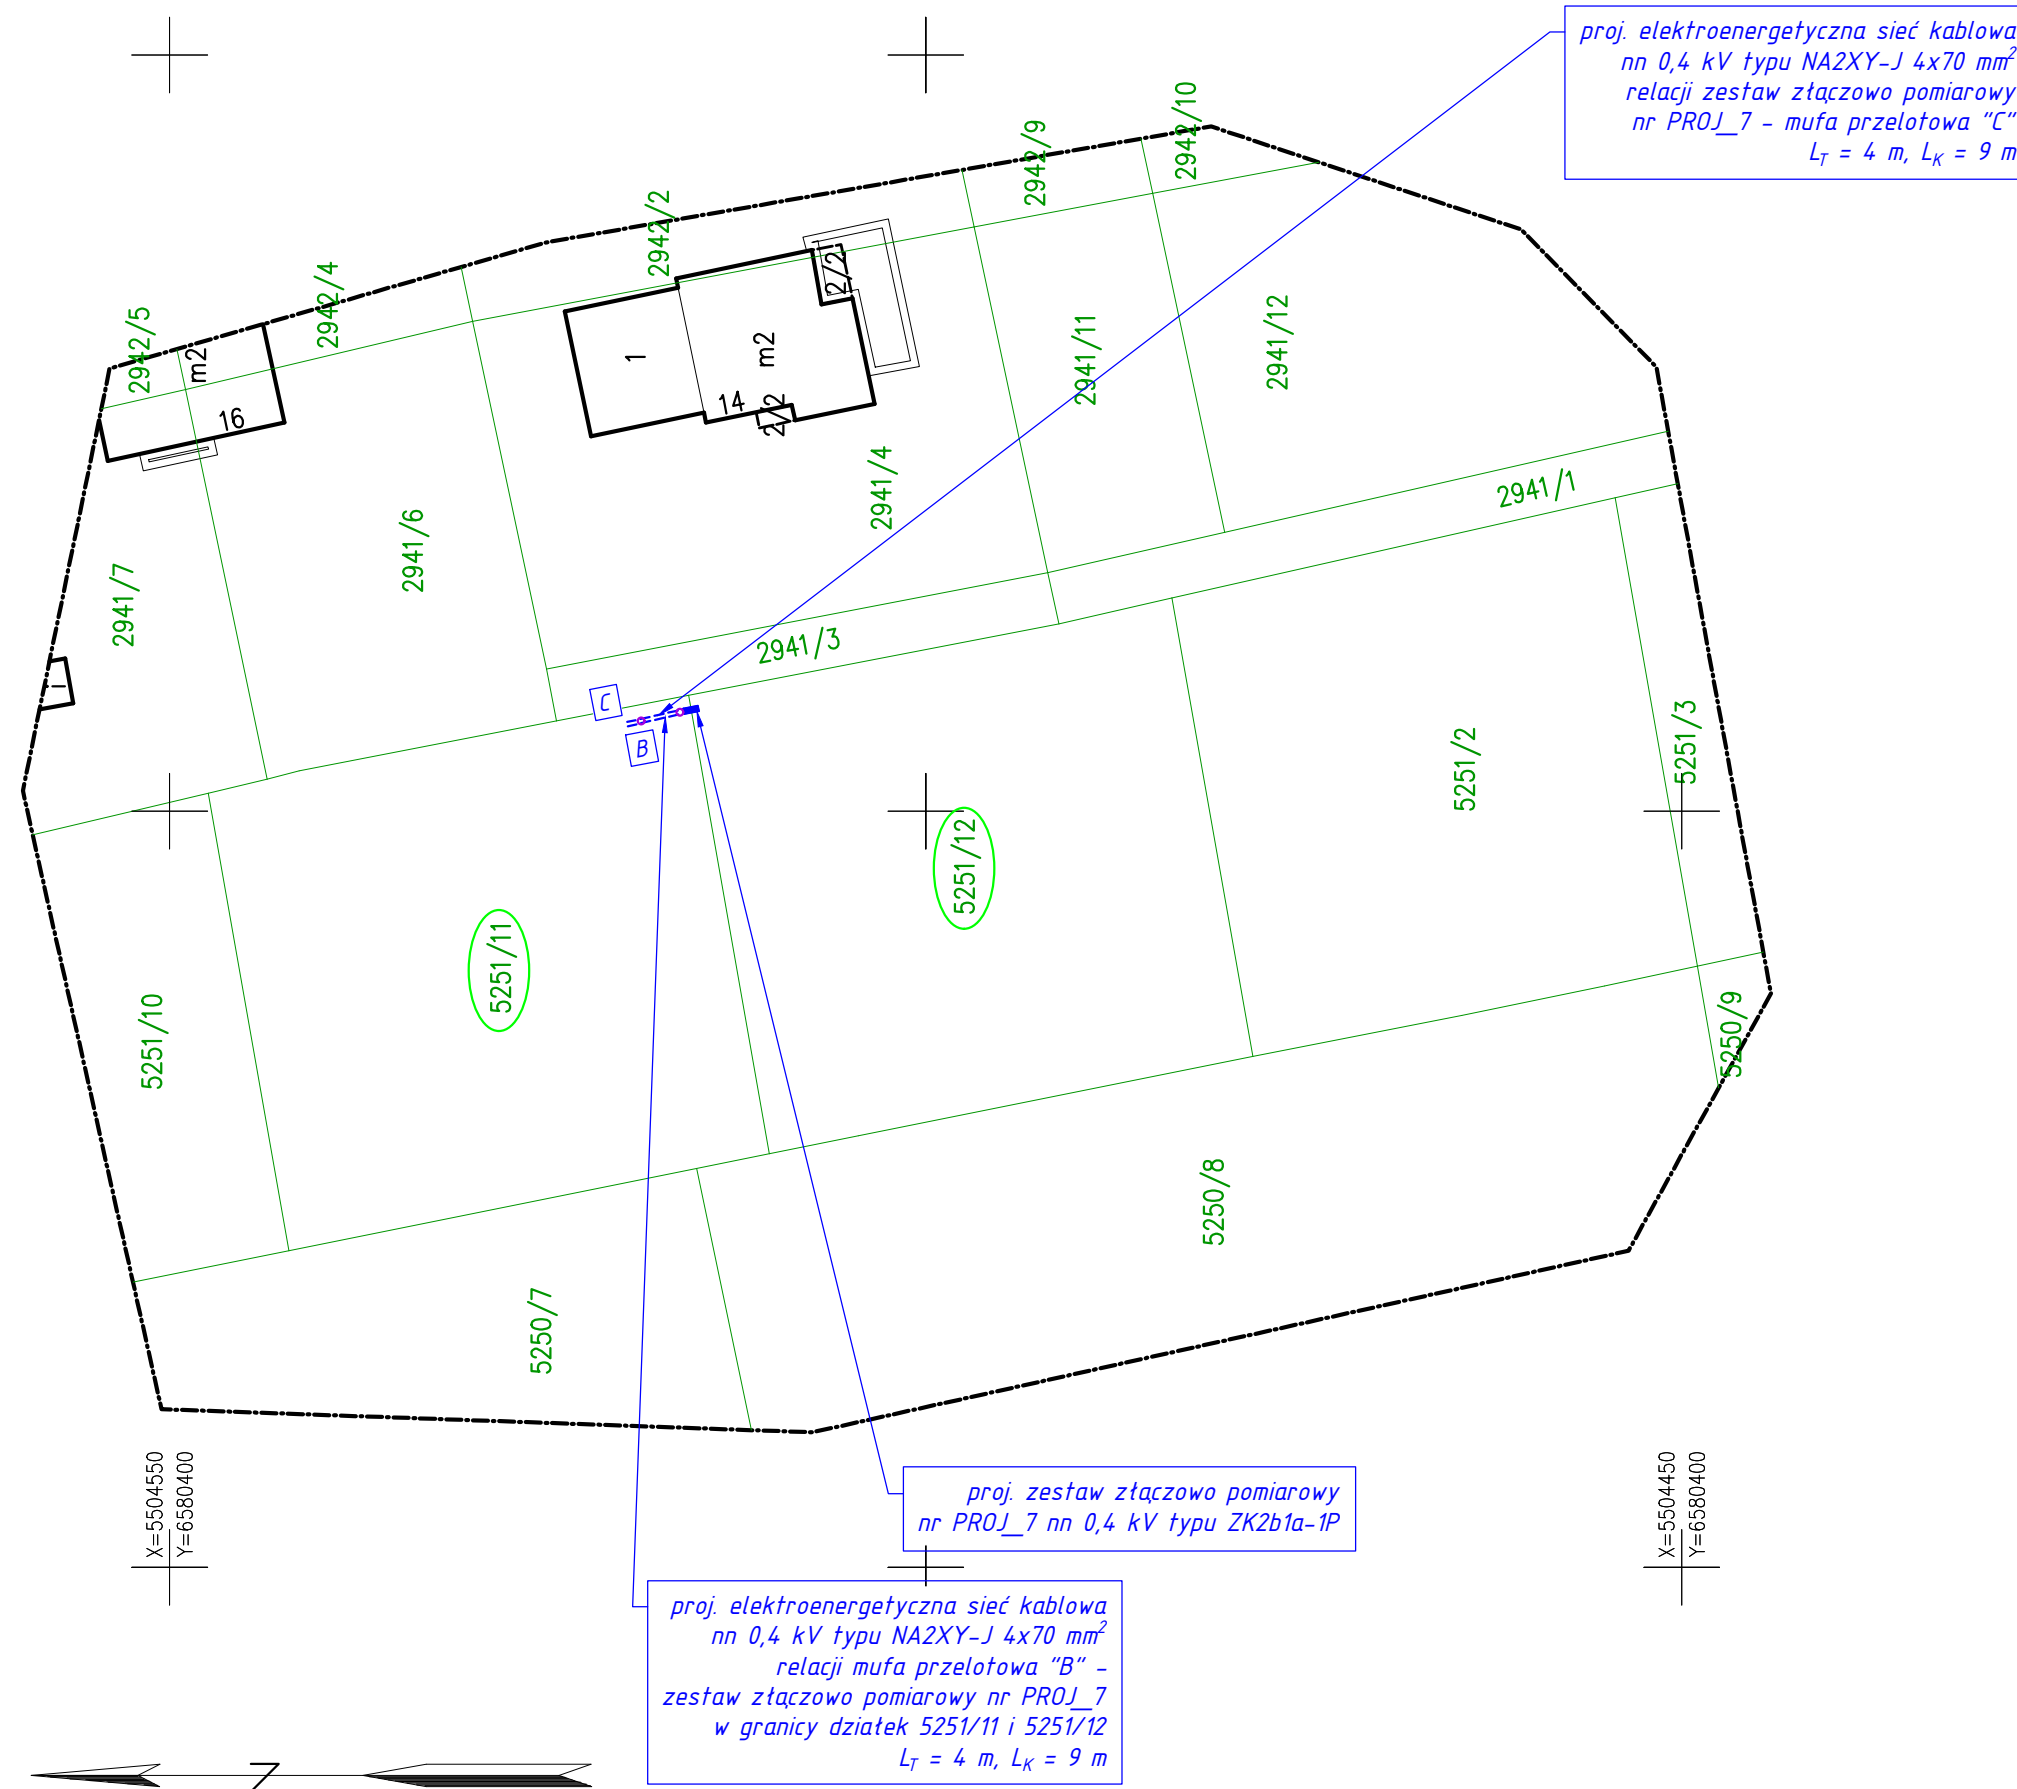 proj. elektroenergetyczna sieć kablowa
nn 0,4 kV typu NA2XY-J 4x70 mm²
relacji zestaw złączowo pomiarowy
nr PROJ_7 - mufa przelotowa "C"
L_T = 4 m, L_K = 9 m
2942/10
2942/9
2942/2
2942/4
2942/5
m2
16
1
m2
14
2/2
2/2
2941/11
2941/12
2941/4
2941/1
2941/6
2941/7
1
2941/3
C
B
5251/3
5251/2
5251/12
5251/11
5251/10
5250/9
5250/8
5250/7
X=5504550
Y=6580400
X=5504450
Y=6580400
proj. zestaw złączowo pomiarowy
nr PROJ_7 nn 0,4 kV typu ZK2b1a-1P
proj. elektroenergetyczna sieć kablowa
nn 0,4 kV typu NA2XY-J 4x70 mm²
relacji mufa przelotowa "B" -
zestaw złączowo pomiarowy nr PROJ_7
w granicy działek 5251/11 i 5251/12
L_T = 4 m, L_K = 9 m